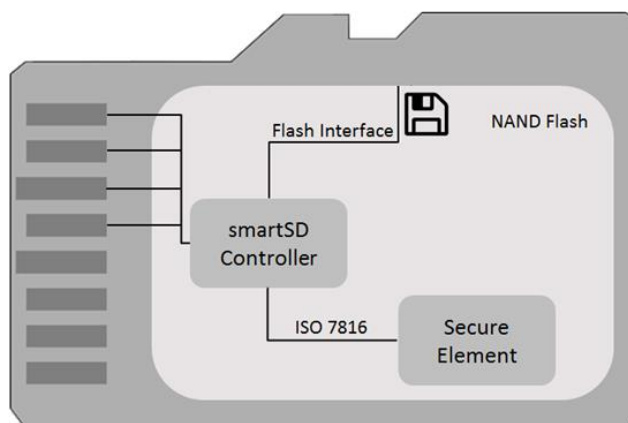 Flash Interface
NAND Flash
smartSD
Controller
ISO 7816
Secure
Element